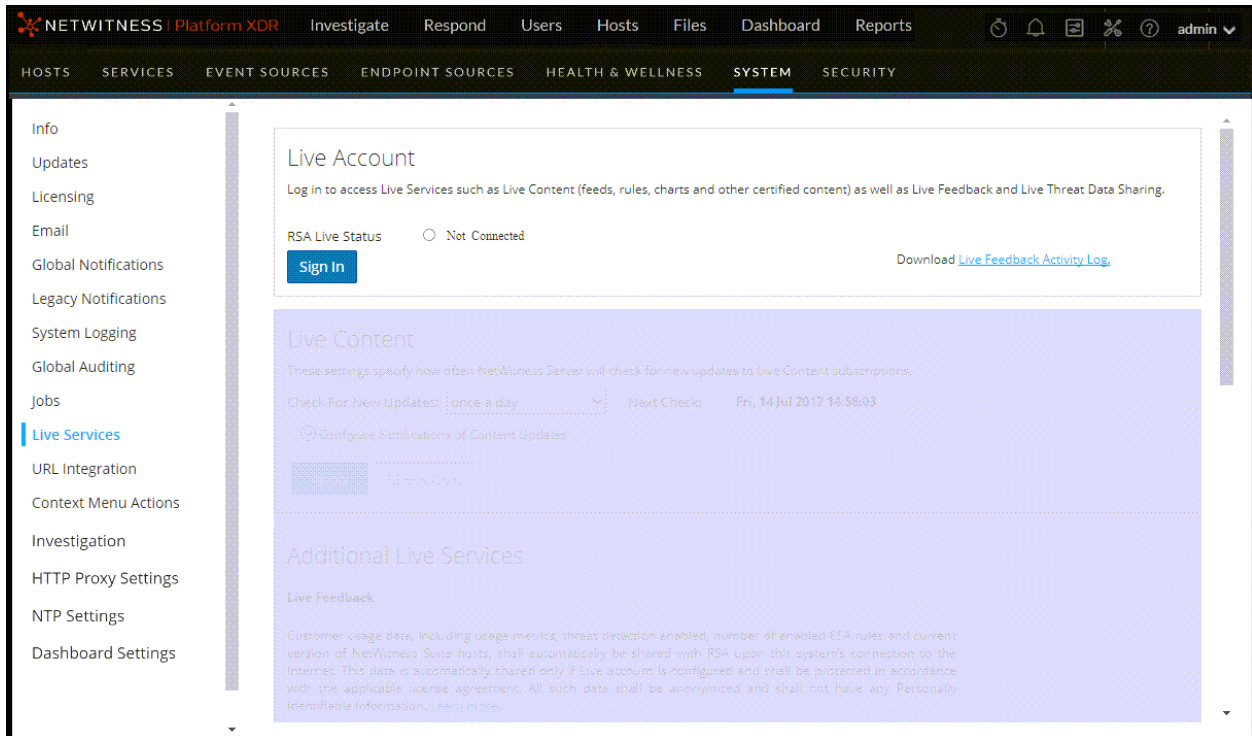 NETWITNESS | Platform XDR Investigate Respond Users Hosts Files Dashboard Reports admin
HOSTS SERVICES EVENT SOURCES ENDPOINT SOURCES HEALTH & WELLNESS SYSTEM SECURITY
Info
Updates
Licensing
Email
Global Notifications
Legacy Notifications
System Logging
Global Auditing
Jobs
Live Services
URL Integration
Context Menu Actions
Investigation
HTTP Proxy Settings
NTP Settings
Dashboard Settings
Live Account
Log in to access Live Services such as Live Content (feeds, rules, charts and other certified content) as well as Live Feedback and Live Threat Data Sharing.
RSA Live Status Not Connected
Sign In
Download Live Feedback Activity Log.
Live Content
These settings specify how often NetWitness Server will check for new updates to Live Content subscriptions.
Check For New Updates: once a day Next Check: Fri, 14 Jul 2017 14:58:03
Configure Notifications of Content Updates
Additional Live Services
Live Feedback
Customer usage data, including usage metrics, threat detection enabled, number of enabled ESA rules and current
version of NetWitness Suite hosts, shall automatically be shared with RSA upon this system's connection to the
Internet. This data is automatically shared only if Live account is configured and shall be protected in accordance
with the applicable license agreement. All such data shall be anonymized and shall not have any Personally
Identifiable Information. Learn more